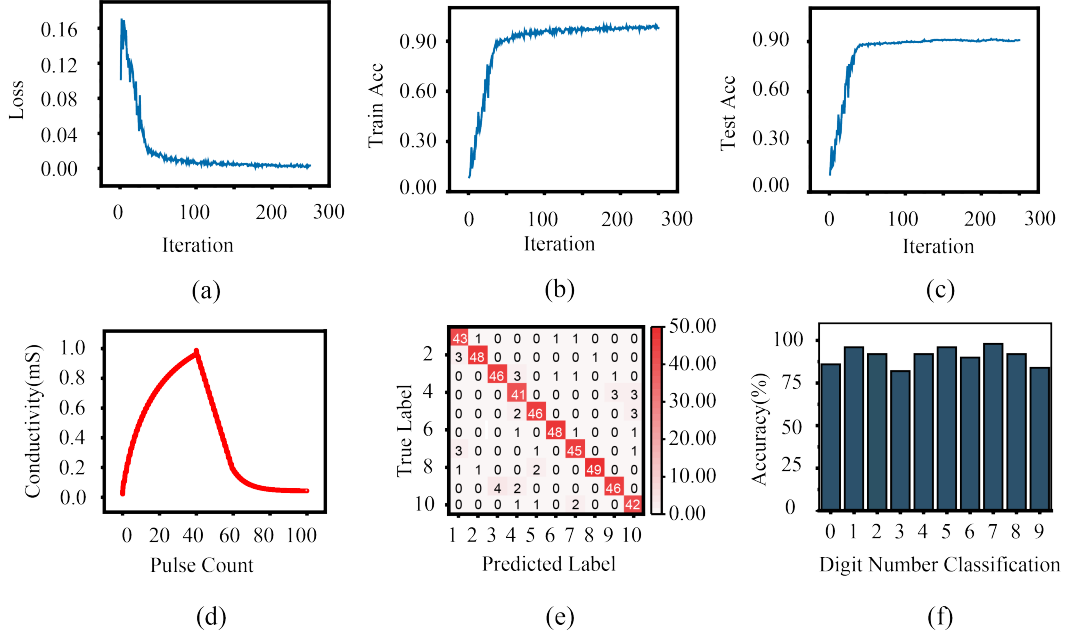 0.16
0.12
0.08
0.04
0.00
Loss
0
100
200
300
Iteration
(a)
0.90
0.60
0.30
0.00
Train Acc
0
100
200
300
Iteration
(b)
0.90
0.60
0.30
0.00
Test Acc
0
100
200
300
Iteration
(c)
1.0
0.8
0.6
0.4
0.2
0.0
Conductivity(mS)
0 20 40 60 80 100
Pulse Count
(d)
True Label
2
4
6
8
10
43 1 0 0 0 1 1 0 0 0
3 48 0 0 0 0 0 1 0 0
0 0 46 3 0 1 1 0 1 0
0 0 0 41 0 0 0 0 3 3
0 0 0 2 46 0 0 0 0 3
0 0 0 1 0 48 1 0 0 1
3 0 0 0 1 0 45 0 0 1
1 1 0 0 2 0 0 49 0 0
0 0 4 2 0 0 0 0 46 0
0 0 0 1 1 0 2 0 0 42
1 2 3 4 5 6 7 8 9 10
Predicted Label
50.00
40.00
30.00
20.00
10.00
0.00
(e)
100
75
50
25
0
Accuracy(%)
0 1 2 3 4 5 6 7 8 9
Digit Number Classification
(f)